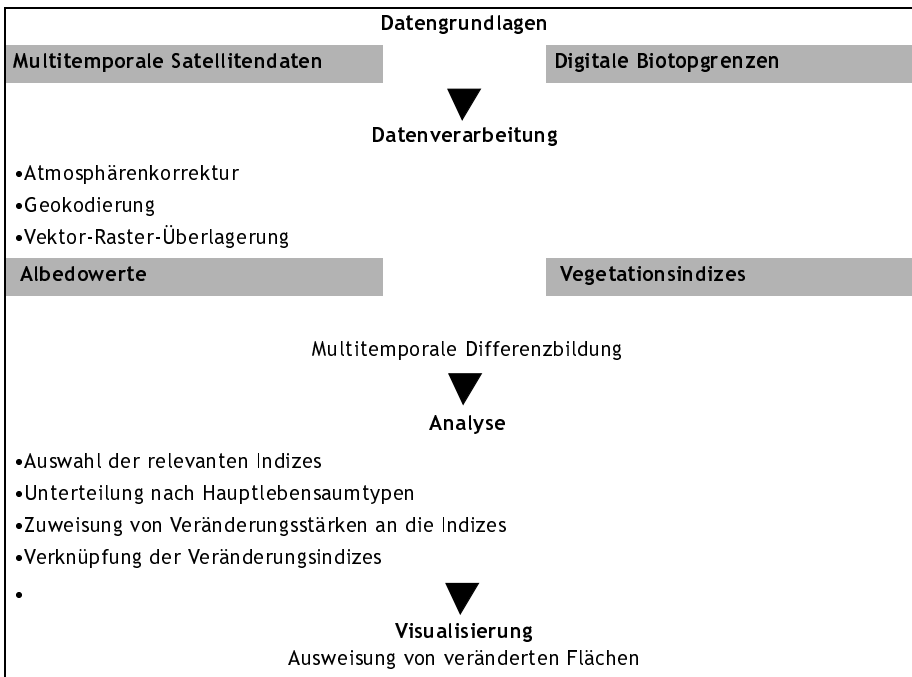 Datengrundlagen
Multitemporale Satellitendaten
Digitale Biotopgrenzen
Datenverarbeitung
•Atmosphärenkorrektur
•Geokodierung
•Vektor-Raster-Überlagerung
Albedowerte
Vegetationsindizes
Multitemporale Differenzbildung
Analyse
•Auswahl der relevanten Indizes
•Unterteilung nach Hauptlebensaumtypen
•Zuweisung von Veränderungsstärken an die Indizes
•Verknüpfung der Veränderungsindizes
•
Visualisierung
Ausweisung von veränderten Flächen